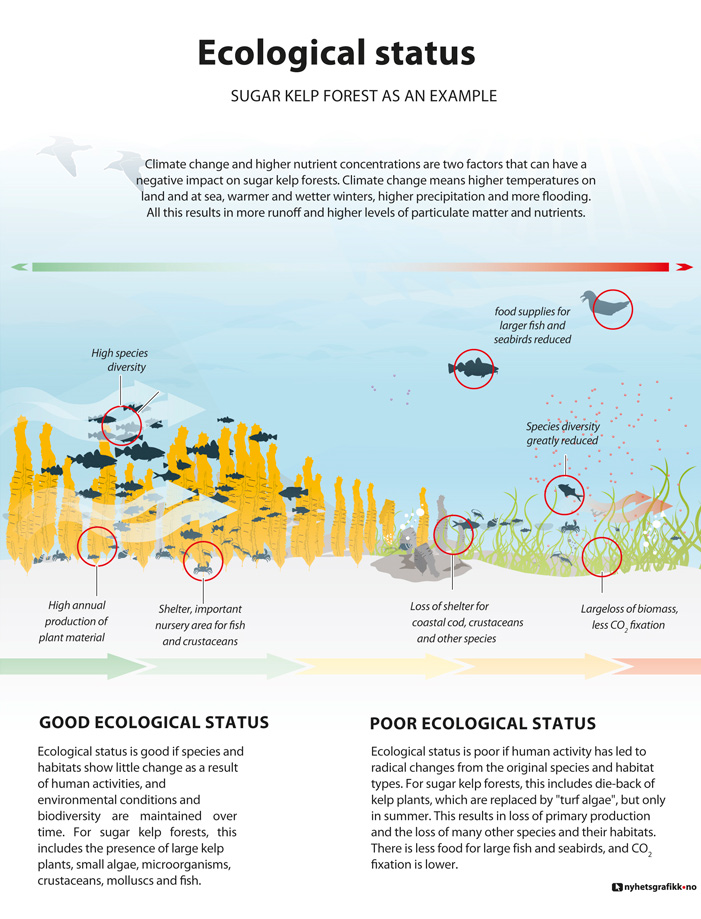 Ecological status
SUGAR KELP FOREST AS AN EXAMPLE
Climate change and higher nutrient concentrations are two factors that can have a
negative impact on sugar kelp forests. Climate change means higher temperatures on
land and at sea, warmer and wetter winters, higher precipitation and more flooding.
All this results in more runoff and higher levels of particulate matter and nutrients.
food supplies for
larger fish and
seabirds reduced
High species
diversity
Species diversity
greatly reduced
High annual
production of
plant material
Shelter, important
nursery area for fish
and crustaceans
Loss of shelter for
coastal cod, crustaceans
and other species
Largeloss of biomass,
less CO2 fixation
GOOD ECOLOGICAL STATUS
Ecological status is good if species and
habitats show little change as a result
of human activities, and
environmental conditions and
biodiversity are maintained over
time. For sugar kelp forests, this
includes the presence of large kelp
plants, small algae, microorganisms,
crustaceans, molluscs and fish.
POOR ECOLOGICAL STATUS
Ecological status is poor if human activity has led to
radical changes from the original species and habitat
types. For sugar kelp forests, this includes die-back of
kelp plants, which are replaced by "turf algae", but only
in summer. This results in loss of primary production
and the loss of many other species and their habitats.
There is less food for large fish and seabirds, and CO2
fixation is lower.
nyhetsgrafikk•no